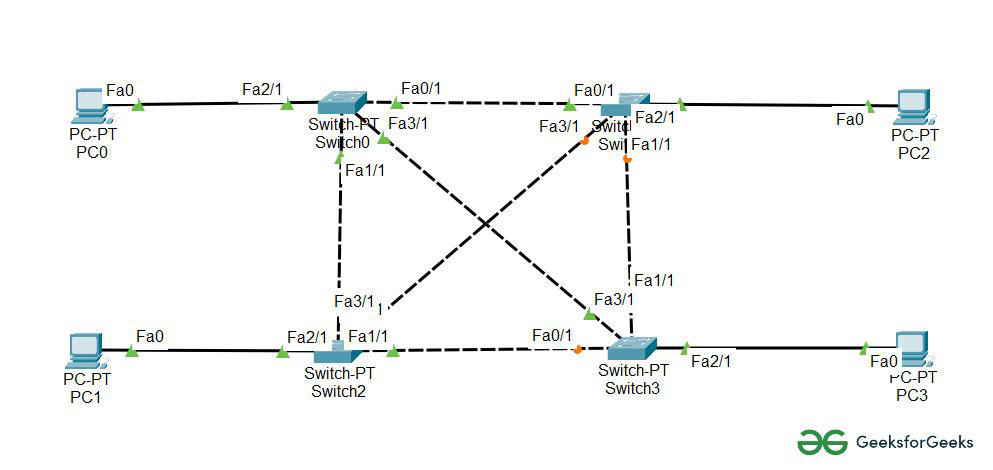 Fa0
Fa2/1
Fa0/1
Fa0/1
PC-PT
PC0
Switch-PT
Switch0
Fa3/1
Fa3/1
Fa2/1
Fa0
PC-PT
PC2
Fa1/1
Fa1/1
Fa1/1
Fa3/1
Fa3/1
Fa0
Fa2/1
Fa1/1
Fa0/1
PC-PT
PC1
Switch-PT
Switch2
Switch-PT
Switch3
Fa2/1
Fa0
PC-PT
PC3
GeeksforGeeks